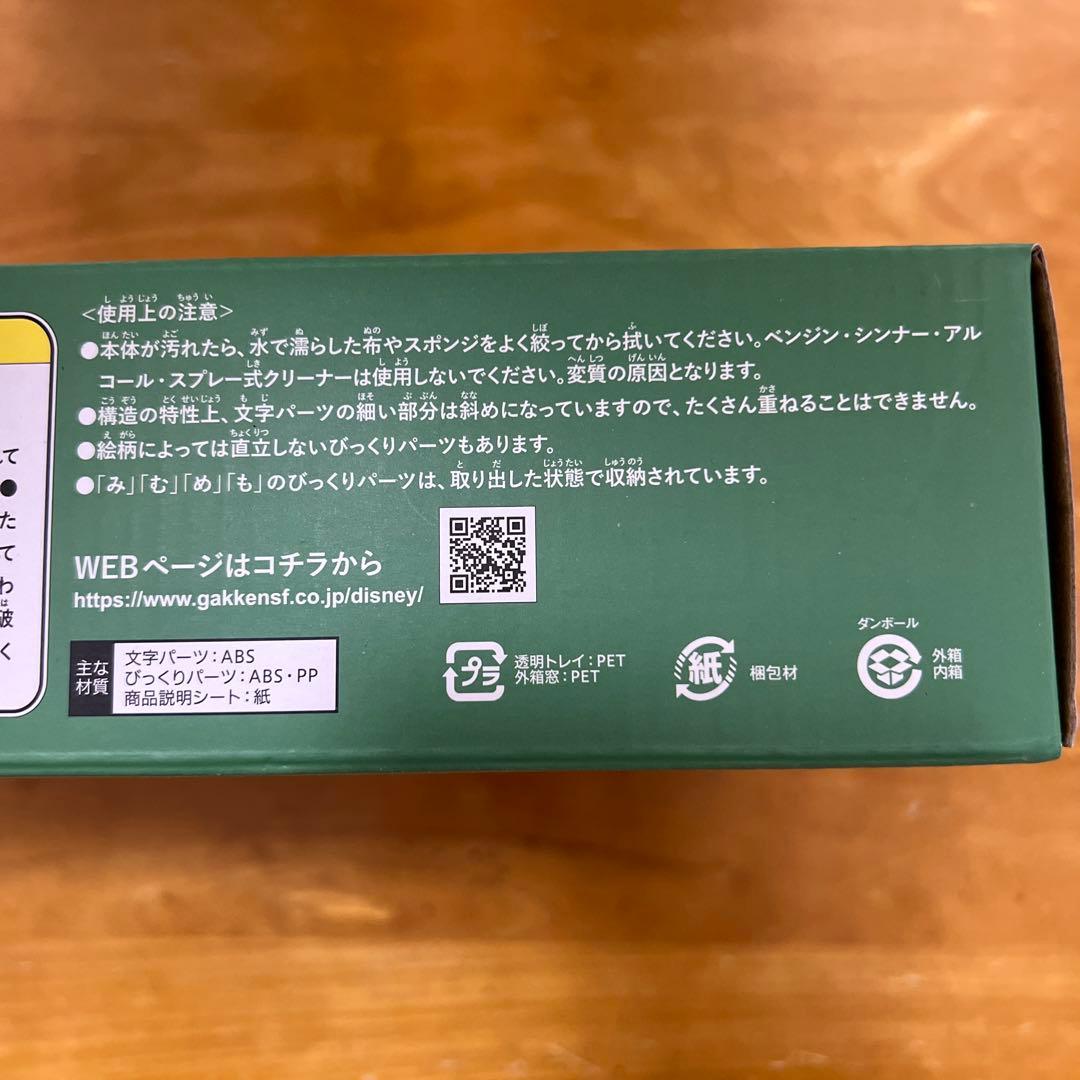 <使用上の注意>
●本体が汚れたら、水で濡らした布やスポンジをよく絞ってから拭いてください。ベンジン・シンナー・アル
コール・スプレー式クリーナーは使用しないでください。変質の原因となります。
●構造の特性上、文字パーツの細い部分は斜めになっていますので、たくさん重ねることはできません。
●絵柄によっては直立しないびっくりパーツもあります。
●「み」「む」「め」「も」のびっくりパーツは、取り出した状態で収納されています。
WEBページはコチラから
https://www.gakkensf.co.jp/disney/
主な
材質
文字パーツ：ABS
びっくりパーツ：ABS・PP
商品説明シート：紙
プラ
透明トレイ：PET
外箱窓：PET
紙
梱包材
ダンボール
外箱
内箱
て
●
た
て
わ
破
く